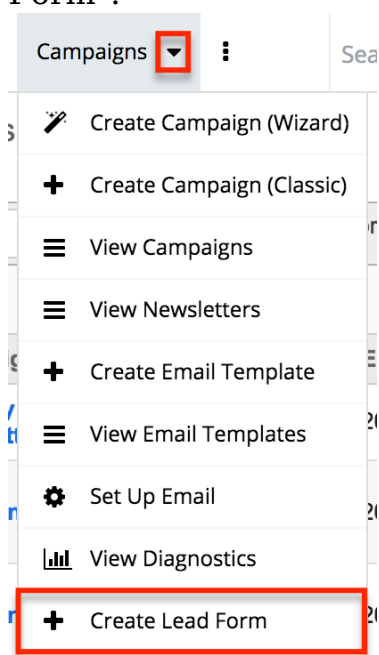 Form".
Campaigns
Sea
Create Campaign (Wizard)
Create Campaign (Classic)
View Campaigns
View Newsletters
Create Email Template
View Email Templates
Set Up Email
View Diagnostics
Create Lead Form